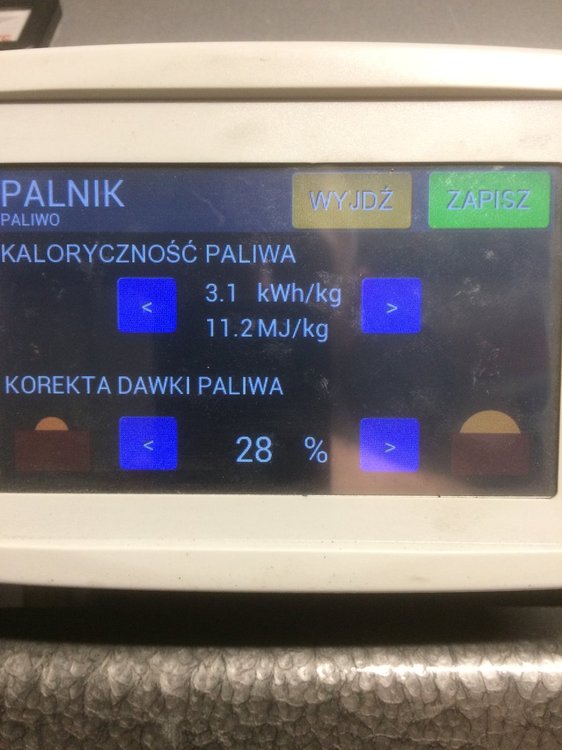 PALNIK
PALIWO
WYJDŹ
ZAPISZ
KALORYCZNOŚĆ PALIWA
<
3.1 kWh/kg
11.2 MJ/kg
>
KOREKTA DAWKI PALIWA
<
28 %
>